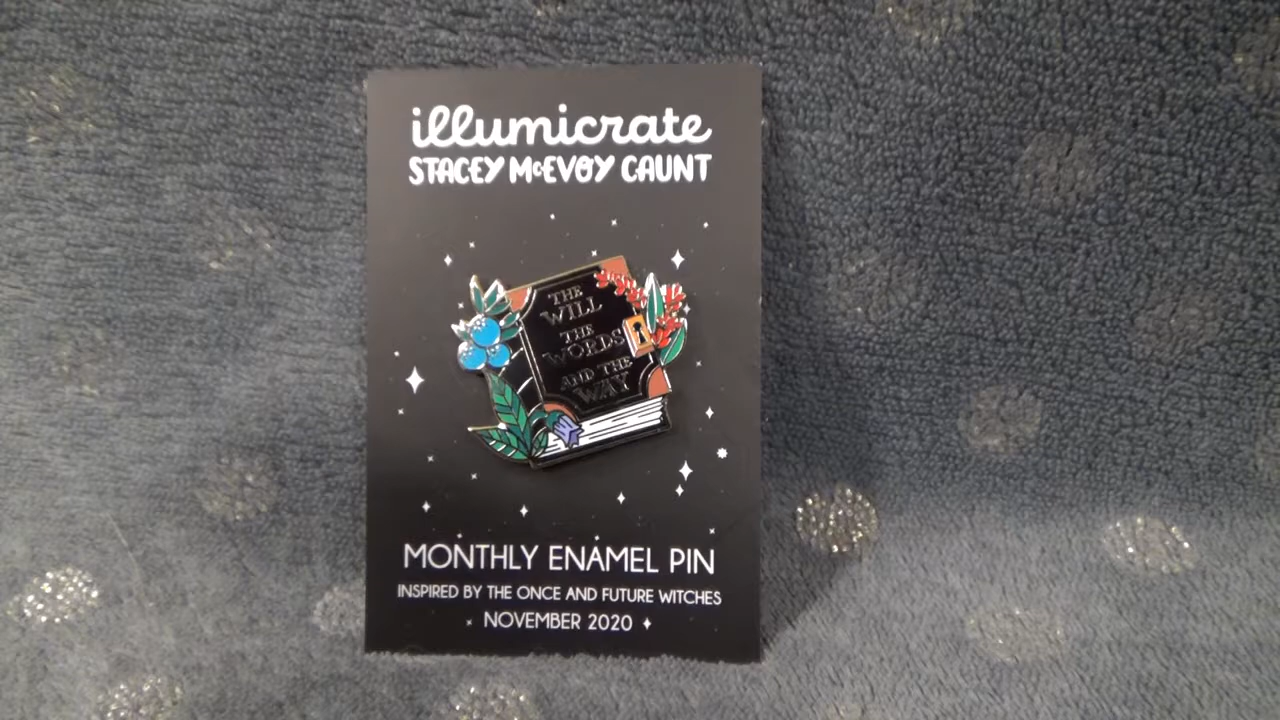 illumicrate
STACEY McEVOY CAUNT
THE
WILL
THE
WORDS
AND THE
WAY
MONTHLY ENAMEL PIN
INSPIRED BY THE ONCE AND FUTURE WITCHES
NOVEMBER 2020